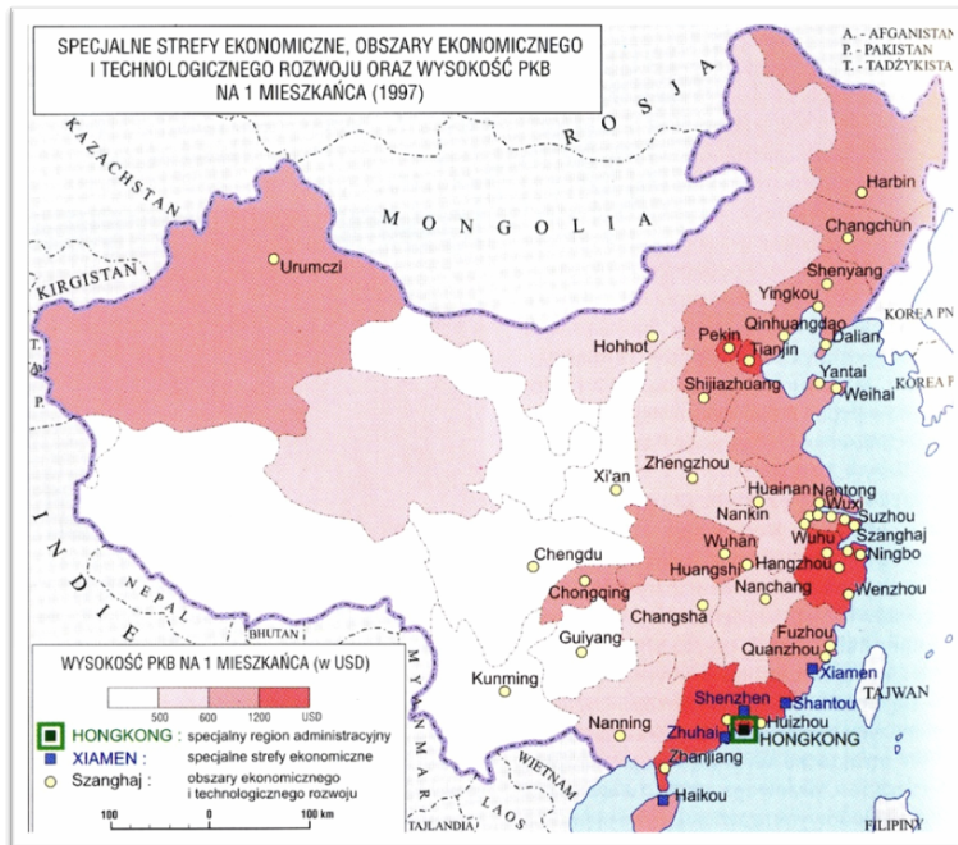 SPECJALNE STREFY EKONOMICZNE, OBSZARY EKONOMICZNEGO
I TECHNOLOGICZNEGO ROZWOJU ORAZ WYSOKOŚĆ PKB
NA 1 MIESZKAŃCA (1997)
A. - AFGANISTAN
P. - PAKISTAN
T. - TADŻYKISTA
ROSJA
KAZACHSTAN
MONGOLIA
KIRGISTAN
T.
A.
P.
Harbin
Changchun
Urumczi
Shenyang
Yingkou
KOREA PN
Qinhuangdao
Hohhot
Pekin
Dalian
Tianjin
Yantai
KOREA P
Shijiazhuang
Weihai
Zhengzhou
Xi'an
Huainan
Nantong
Wuxi
Nankin
Suzhou
Szanghaj
Wuhan
Wuhu
Chengdu
Ningbo
Huangshi
Hangzhou
Chongqing
Nanchang
Wenzhou
Changsha
INDIE
NEPAL
BHUTAN
Guiyang
Fuzhou
Quanzhou
Xiamen
Kunming
TAJWAN
MYANMAR
Shenzhen
Shantou
Nanning
Zhuhai
Huizhou
HONGKONG
Zhanjiang
WIETNAM
LAOS
Haikou
TAJLANDIA
FILIPINY
WYSOKOŚĆ PKB NA 1 MIESZKAŃCA (w USD)
500 600 1200 USD
HONGKONG : specjalny region administracyjny
XIAMEN : specjalne strefy ekonomiczne
Szanghaj : obszary ekonomicznego
i technologicznego rozwoju
100 0 100 km